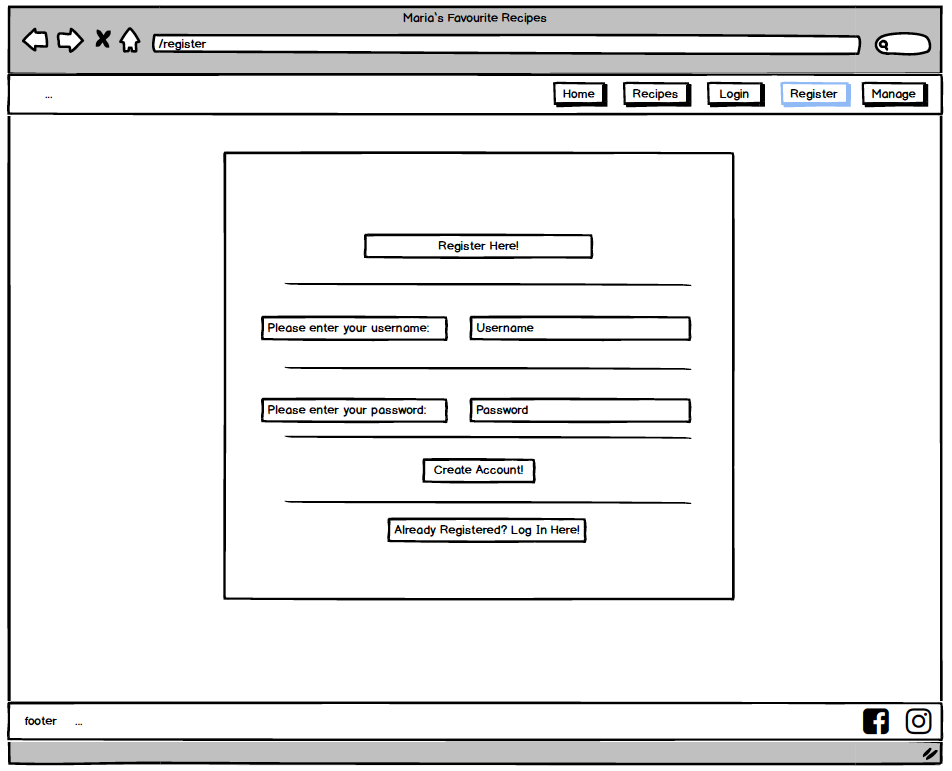 Maria's Favourite Recipes
/register
... Home Recipes Login Register Manage
Register Here!
Please enter your username: Username
Please enter your password: Password
Create Account!
Already Registered? Log In Here!
footer ...